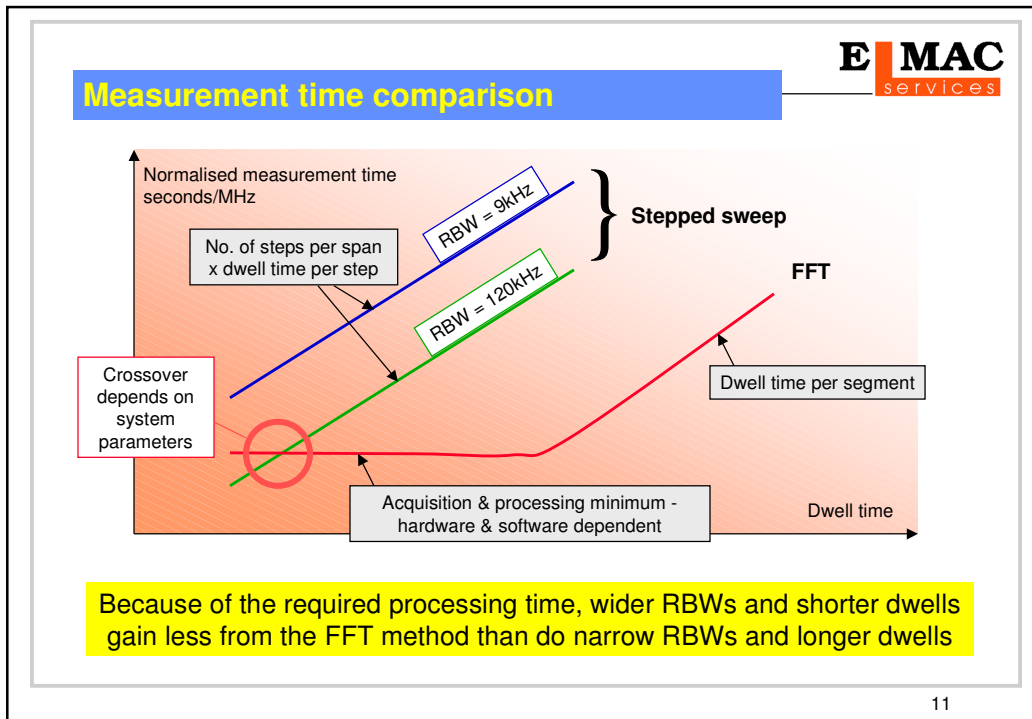 E MAC
services
Measurement time comparison
Normalised measurement time
seconds/MHz
RBW = 9kHz
Stepped sweep
No. of steps per span
x dwell time per step
FFT
RBW = 120kHz
Crossover
depends on
system
parameters
Dwell time per segment
Acquisition & processing minimum -
hardware & software dependent
Dwell time
Because of the required processing time, wider RBWs and shorter dwells
gain less from the FFT method than do narrow RBWs and longer dwells
11